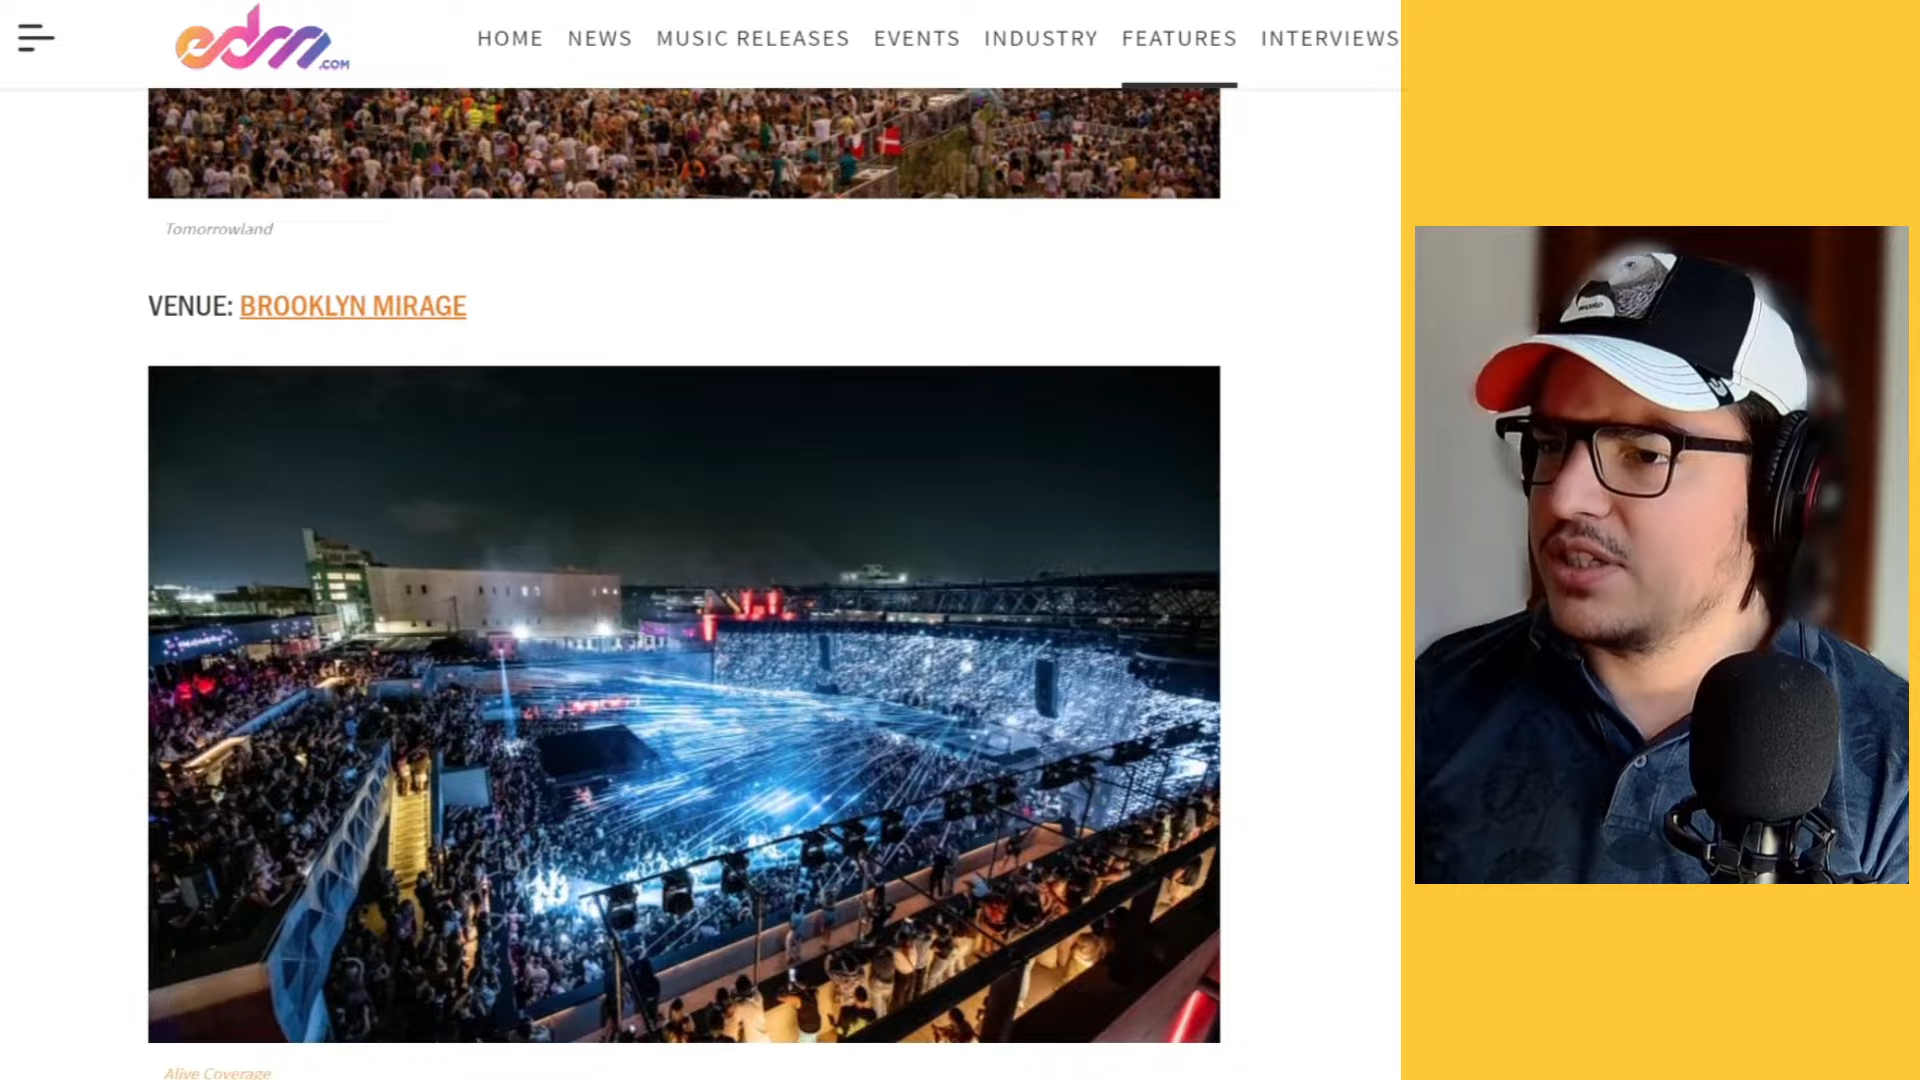 edm.COM
HOME NEWS MUSIC RELEASES EVENTS INDUSTRY FEATURES INTERVIEWS
Tomorrowland
VENUE: BROOKLYN MIRAGE
Alive Coverage